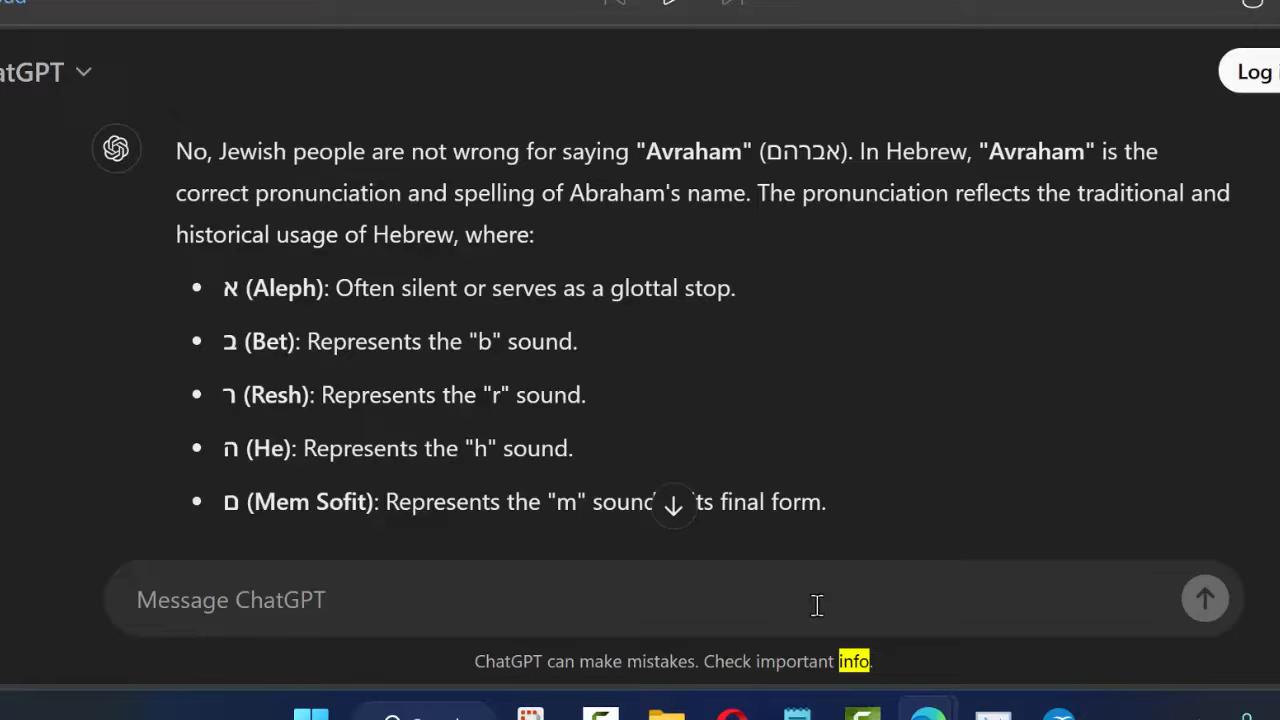 atGPT
Log
No, Jewish people are not wrong for saying "Avraham" (אברהם). In Hebrew, "Avraham" is the
correct pronunciation and spelling of Abraham's name. The pronunciation reflects the traditional and
historical usage of Hebrew, where:
• א (Aleph): Often silent or serves as a glottal stop.
• ב (Bet): Represents the "b" sound.
• ר (Resh): Represents the "r" sound.
• ה (He): Represents the "h" sound.
• ם (Mem Sofit): Represents the "m" sound ts final form.
Message ChatGPT
ChatGPT can make mistakes. Check important info.